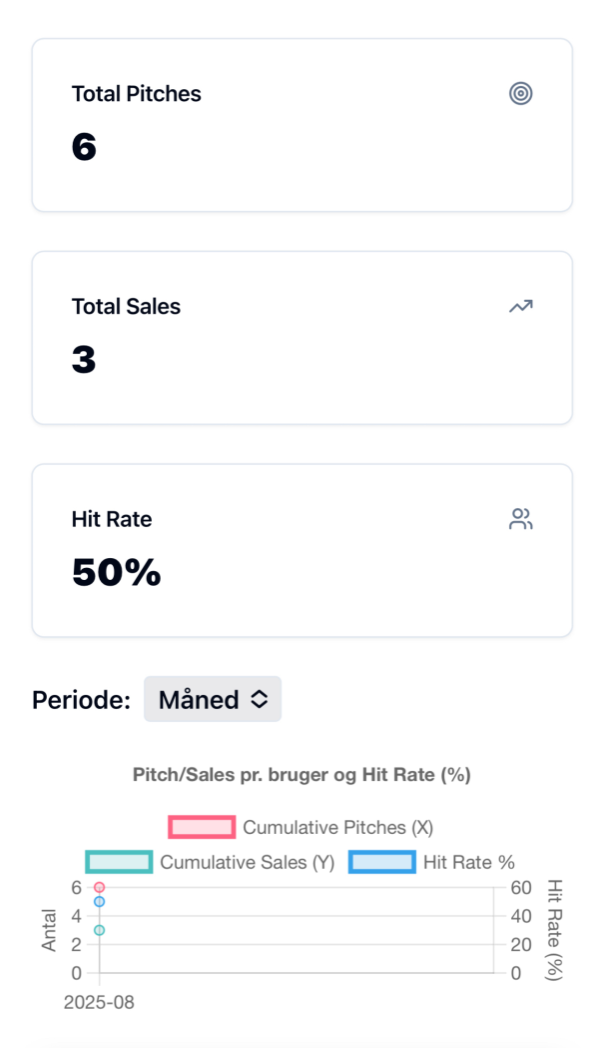 Total Pitches
6
Total Sales
3
Hit Rate
50%
Periode: Måned
Pitch/Sales pr. bruger og Hit Rate (%)
Cumulative Pitches (X)
Cumulative Sales (Y) Hit Rate %
Antal
6
4
2
0
60
40
20
0
Hit Rate (%)
2025-08